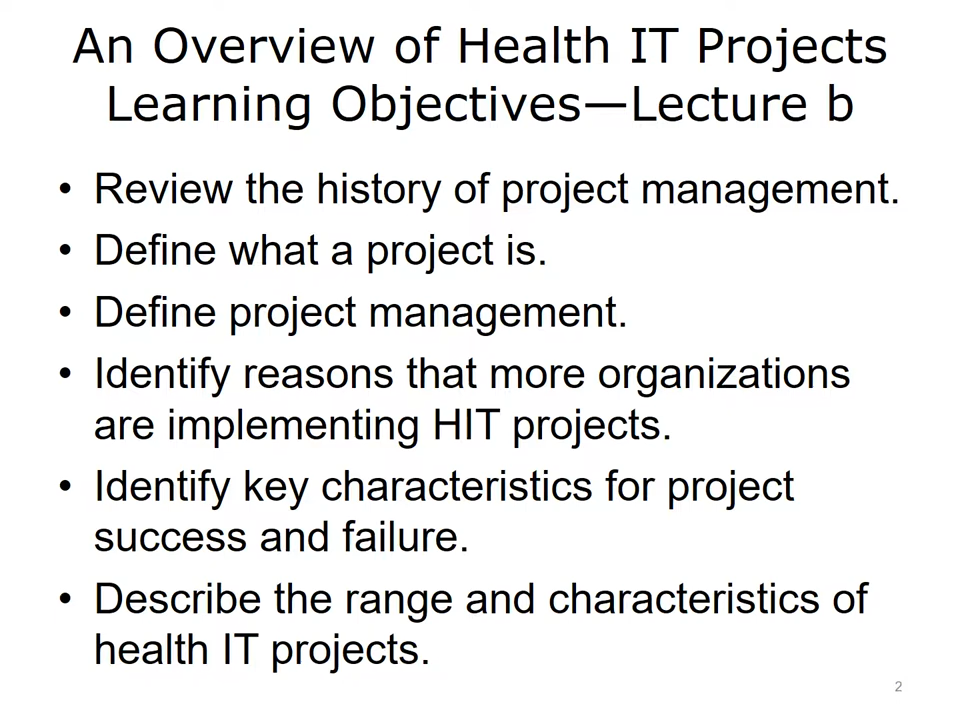 An Overview of Health IT Projects
Learning Objectives—Lecture b
• Review the history of project management.
• Define what a project is.
• Define project management.
• Identify reasons that more organizations
are implementing HIT projects.
• Identify key characteristics for project
success and failure.
• Describe the range and characteristics of
health IT projects.
2